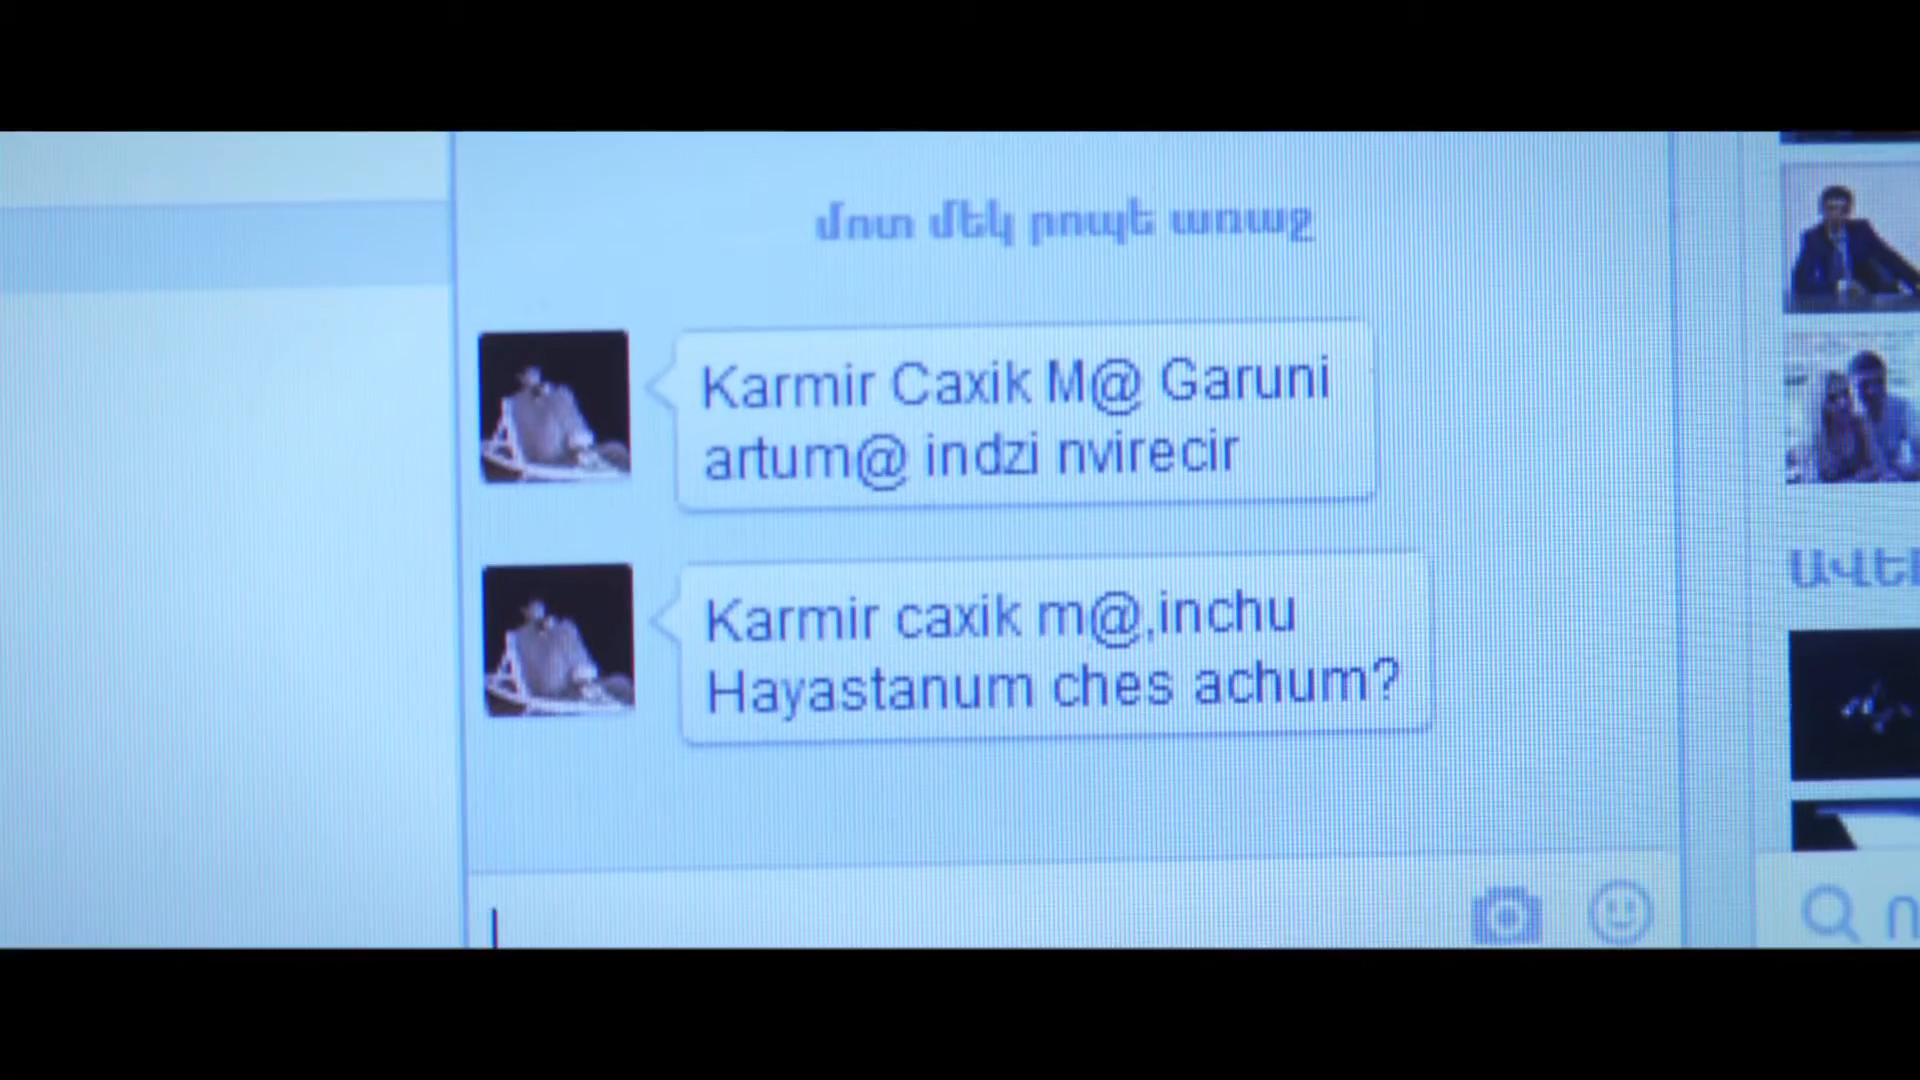 մոտ մեկ րոպե առաջ
Karmir Caxik M@ Garuni
artum@ indzi nvirecir
Karmir caxik m@,inchu
Hayastanum ches achum?